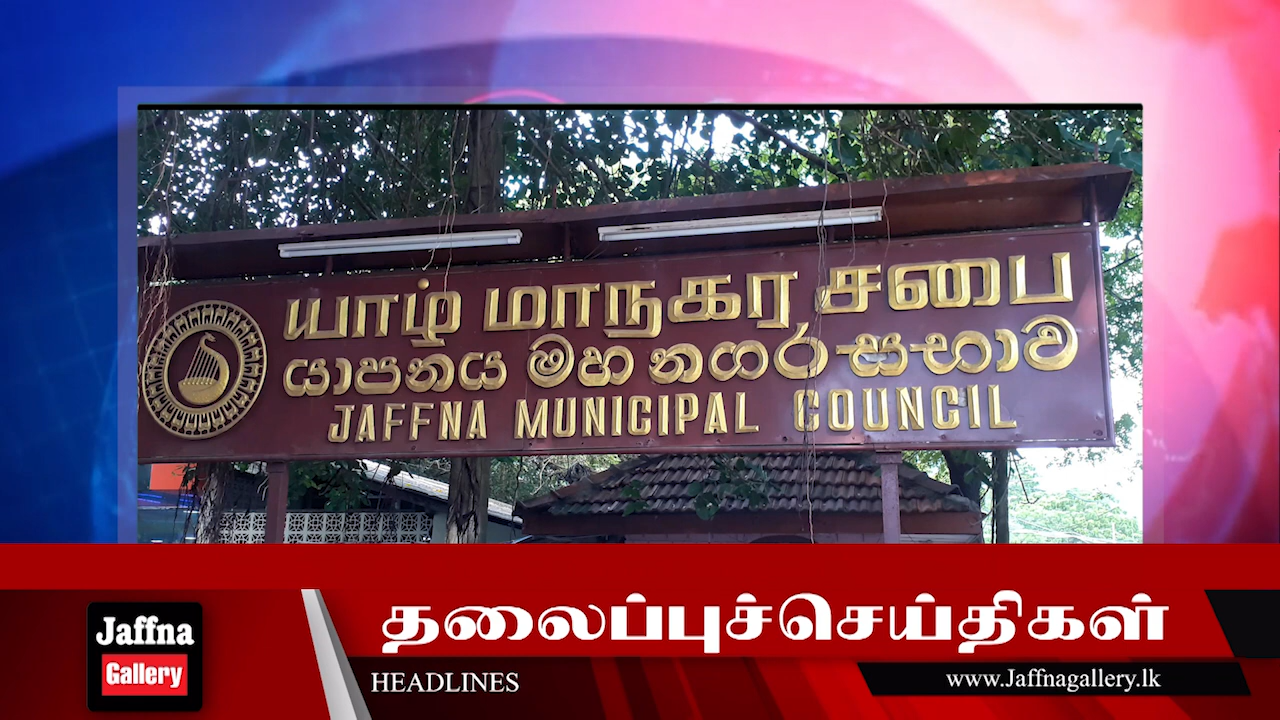 யாழ் மாநகர சபை
යාපනය මහ නගර සභාව
JAFFNA MUNICIPAL COUNCIL
Jaffna
Gallery
தலைப்புச்செய்திகள்
HEADLINES
www.Jaffnagallery.lk